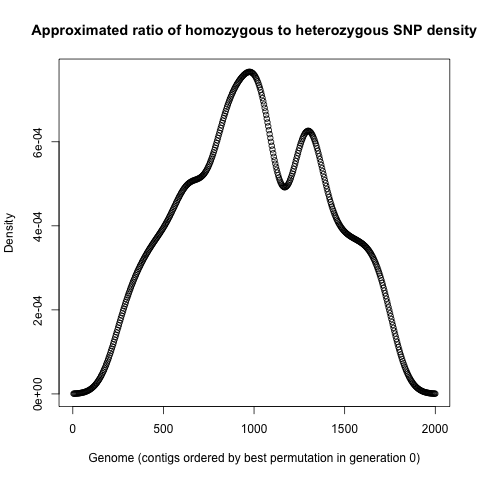 Approximated ratio of homozygous to heterozygous SNP density
6e-04
4e-04
2e-04
0e+00
Density
0 500 1000 1500 2000
Genome (contigs ordered by best permutation in generation 0)